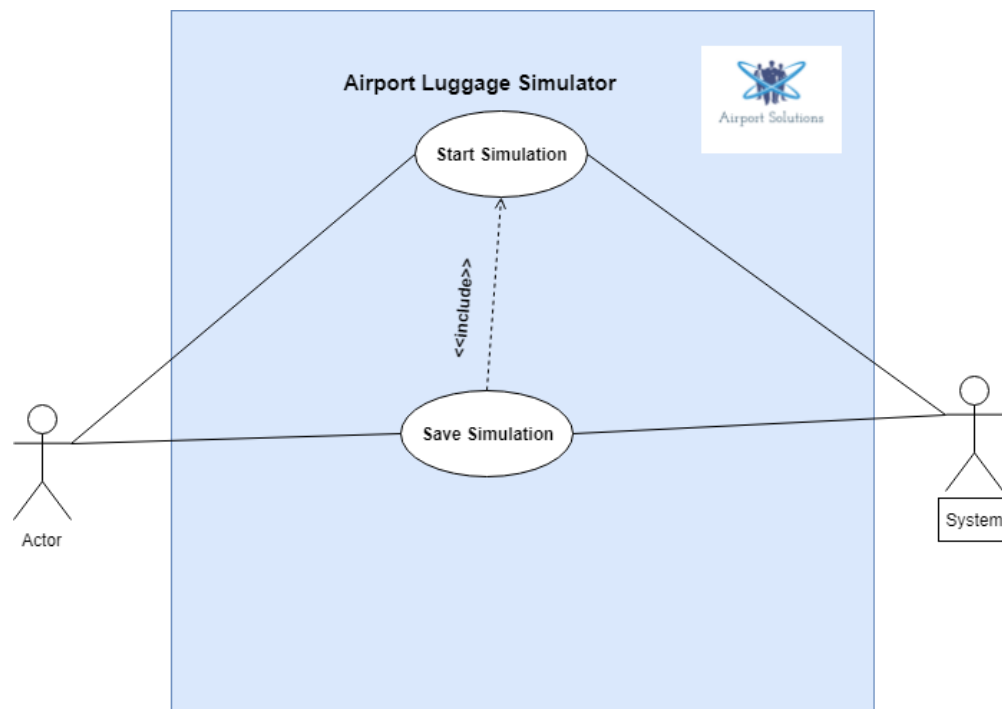 Airport Luggage Simulator
Airport Solutions
Start Simulation
<<include>>
Save Simulation
Actor
System